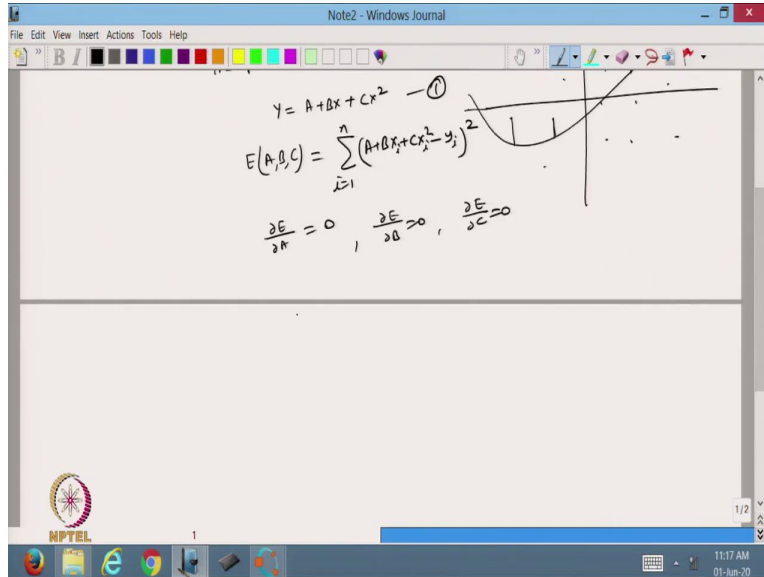 Note2 - Windows Journal
File Edit View Insert Actions Tools Help
B I
Y = A+Bx + Cx² — ①
E(A,B,C) = ∑ⁿᵢ₌₁ (A+Bxᵢ+Cxᵢ² - yᵢ)²
∂E/∂A = 0 , ∂E/∂B =0 , ∂E/∂C =0
1/2
NPTEL
1
11:17 AM
01-Jun-20